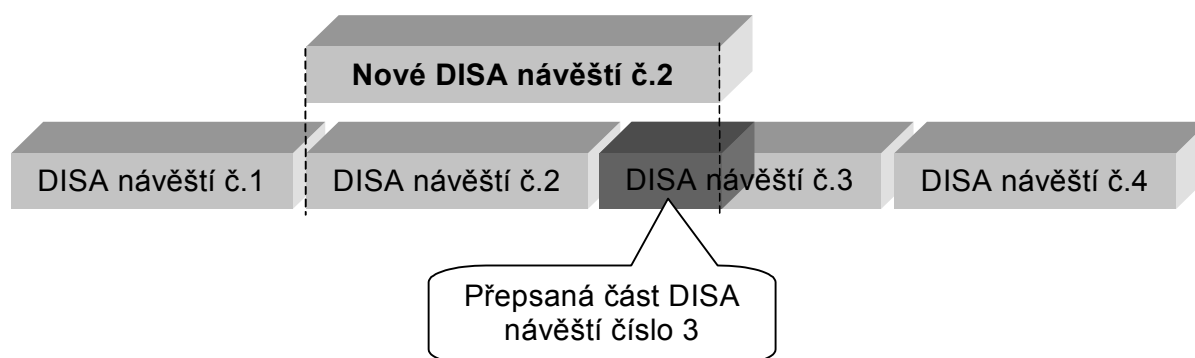 Nové DISA návěští č.2
DISA návěští č.1
DISA návěští č.2
DISA návěští č.3
DISA návěští č.4
Přepsaná část DISA
návěští číslo 3